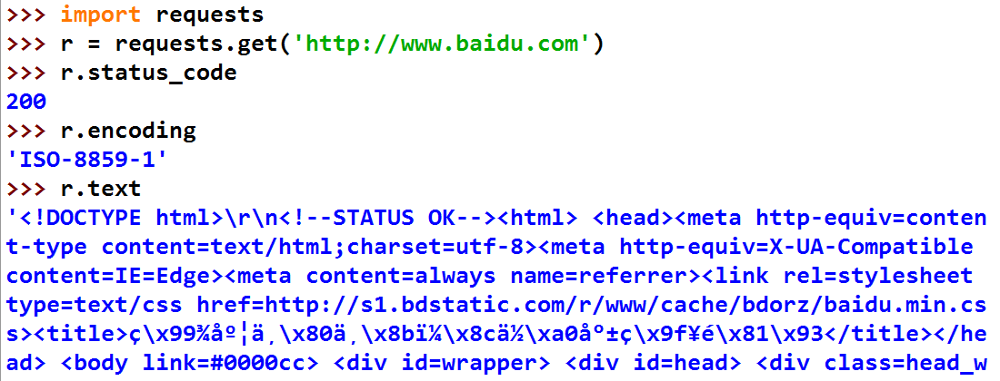 >>> import requests
>>> r = requests.get('http://www.baidu.com')
>>> r.status_code
200
>>> r.encoding
'ISO-8859-1'
>>> r.text
'<!DOCTYPE html>\r\n<!--STATUS OK--><html> <head><meta http-equiv=conten
t-type content=text/html;charset=utf-8><meta http-equiv=X-UA-Compatible
content=IE=Edge><meta content=always name=referrer><link rel=stylesheet
type=text/css href=http://s1.bdstatic.com/r/www/cache/bdorz/baidu.min.cs
s><title>ç\x99¾åº¦ä¸\x80ä¸\x8bï¼\x8cä½\xa0å°±ç\x9f¥é\x81\x93</title></he
ad> <body link=#0000cc> <div id=wrapper> <div id=head> <div class=head_w